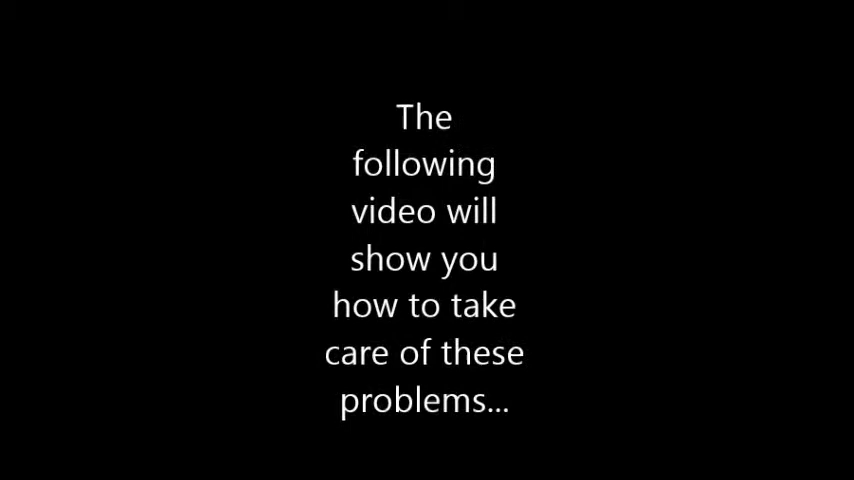 The
following
video will
show you
how to take
care of these
problems...